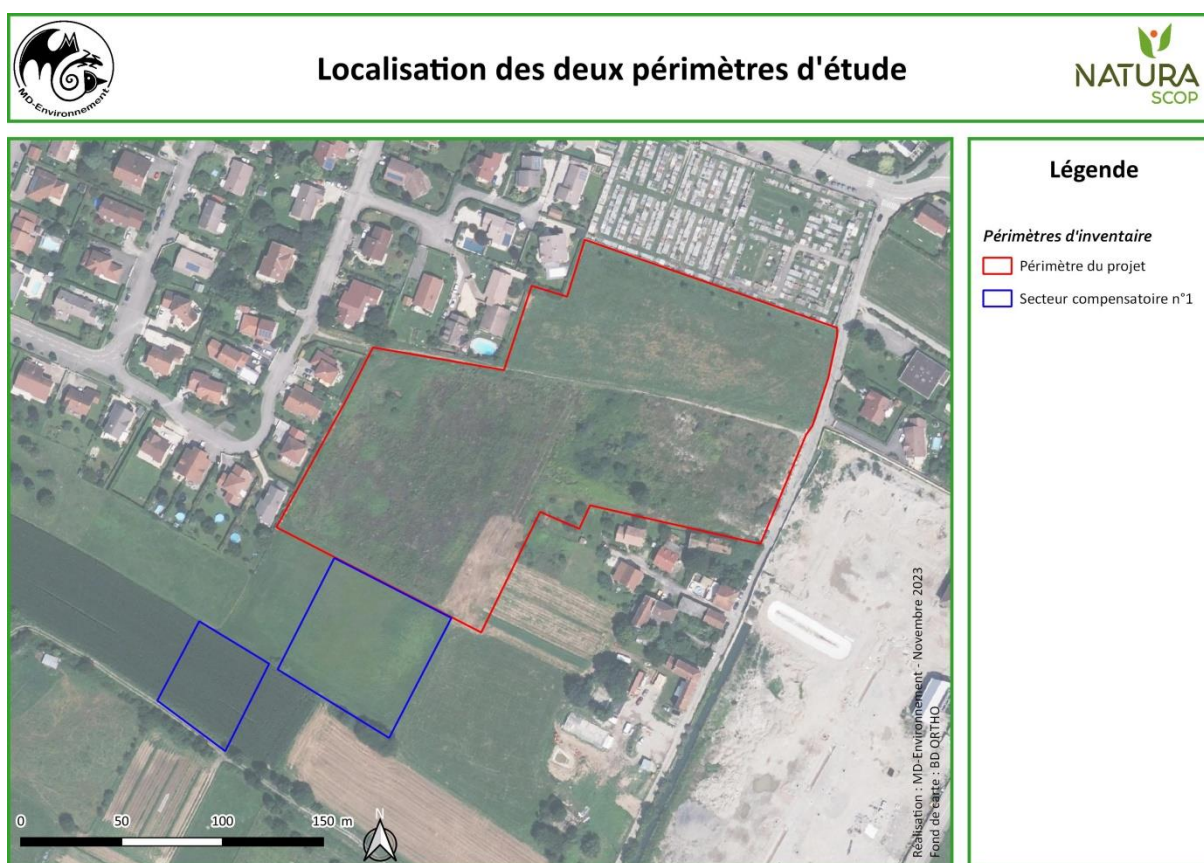 MD-Environnement
Localisation des deux périmètres d'étude
NATURA
SCOP
Légende
Périmètres d'inventaire
Périmètre du projet
Secteur compensatoire n°1
Réalisation : MD-Environnement - Novembre 2023
Fond de carte : BD ORTHO
0 50 100 150 m
N